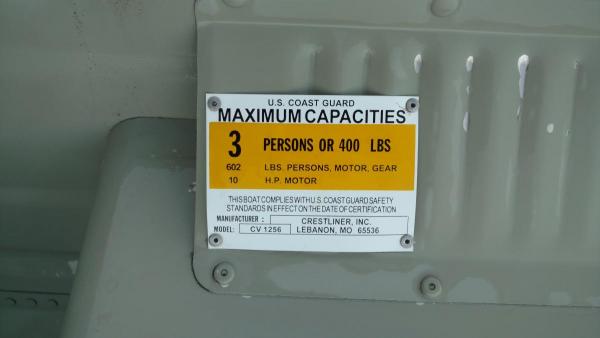 U.S. COAST GUARD
MAXIMUM CAPACITIES
3 PERSONS OR 400 LBS
602 LBS. PERSONS, MOTOR, GEAR
10 H.P. MOTOR
THIS BOAT COMPLIES WITH U.S. COAST GUARD SAFETY
STANDARDS IN EFFECT ON THE DATE OF CERTIFICATION
MANUFACTURER : CRESTLINER, INC.
MODEL: CV 1256 LEBANON, MO 65536